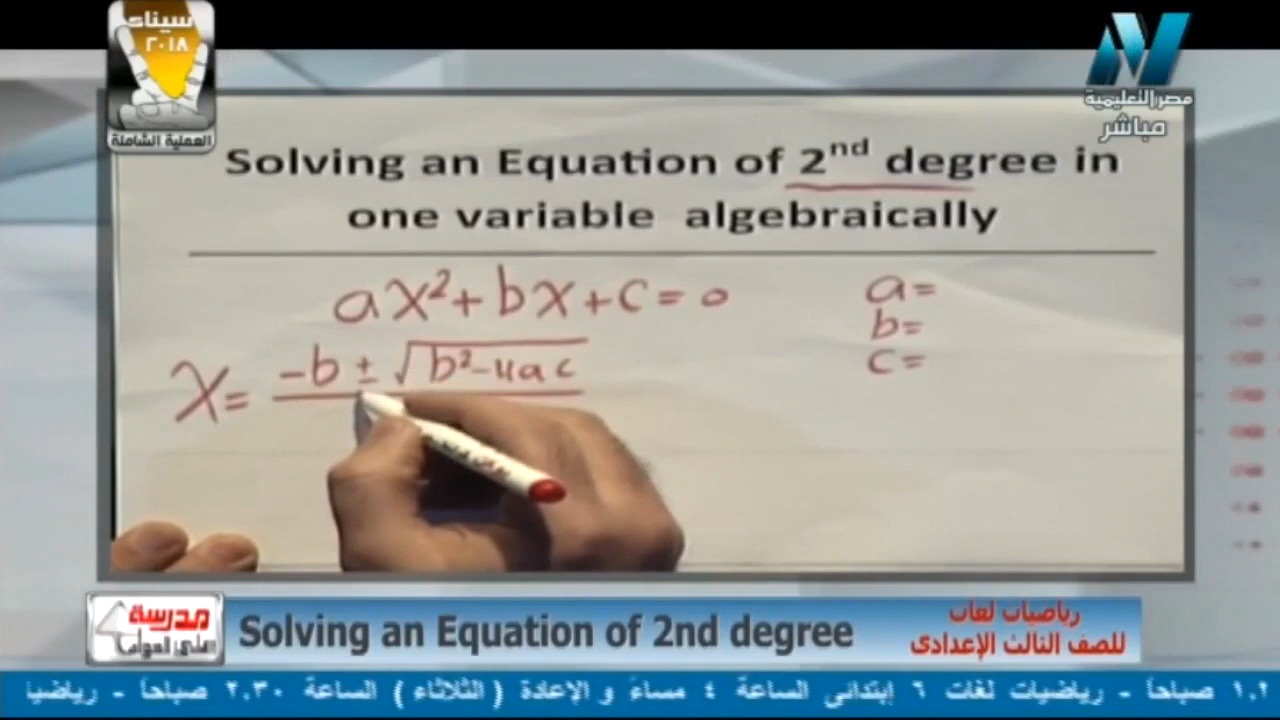 سيناء
٢٠١٨
العملية الشاملة
مصر التعليمية
مباشر
Solving an Equation of 2nd degree in
one variable algebraically
ax²+bx+c=0
a=
b=
c=
x= -b ± √b²-4ac
مدرسة
على الهواء
Solving an Equation of 2nd degree
رياضيات لغات
للصف الثالث الإعدادى
صباحاً - رياضيات لغات ٦ إبتدائى الساعة ٤ مساءً و الإعادة ( الثلاثاء ) الساعة ٢.٣٠ صباحاً - رياضيا